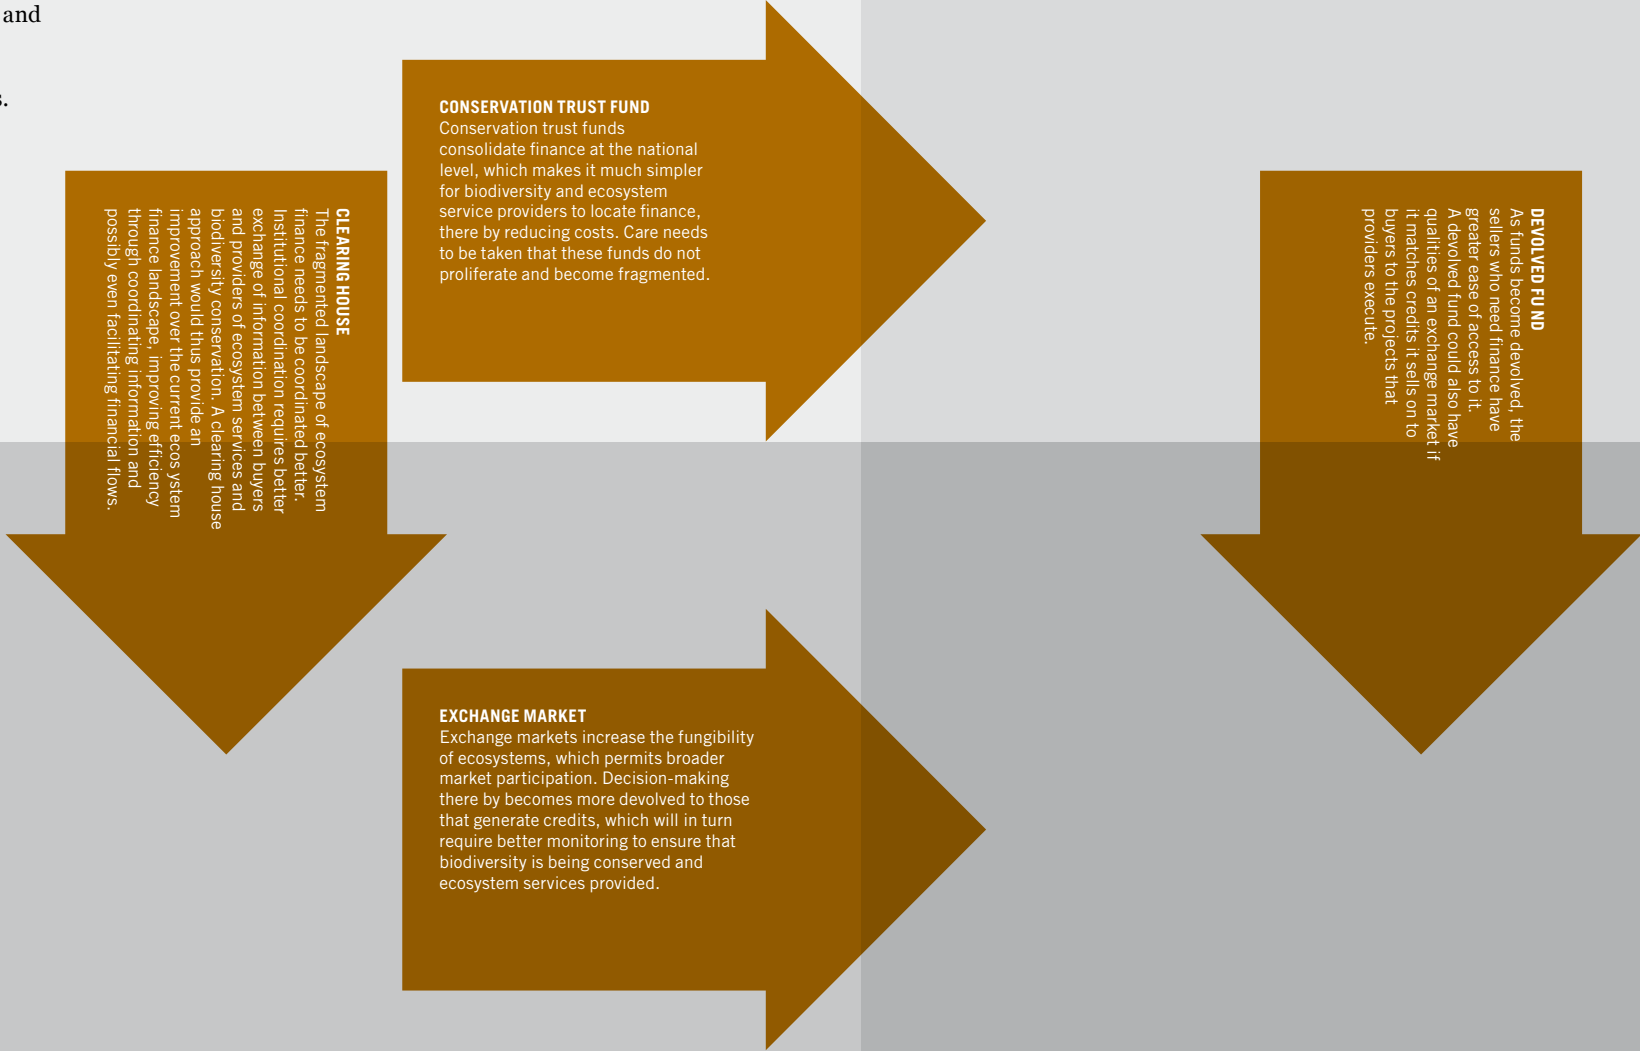 and
s.
CONSERVATION TRUST FUND
Conservation trust funds
consolidate finance at the national
level, which makes it much simpler
for biodiversity and ecosystem
service providers to locate finance,
there by reducing costs. Care needs
to be taken that these funds do not
proliferate and become fragmented.
CLEARING HOUSE
The fragmented landscape of ecosystem
finance needs to be coordinated better.
Institutional coordination requires better
exchange of information between buyers
and providers of ecosystem services and
biodiversity conservation. A clearing house
approach would thus provide an
improvement over the current ecos ystem
finance landscape, improving efficiency
through coordinating information and
possibly even facilitating financial flows.
DEVOLVED FUND
As funds become devolved, the
sellers who need finance have
greater ease of access to it.
A devolved fund could also have
qualities of an exchange market if
it matches credits it sells on to
buyers to the projects that
providers execute.
EXCHANGE MARKET
Exchange markets increase the fungibility
of ecosystems, which permits broader
market participation. Decision-making
there by becomes more devolved to those
that generate credits, which will in turn
require better monitoring to ensure that
biodiversity is being conserved and
ecosystem services provided.